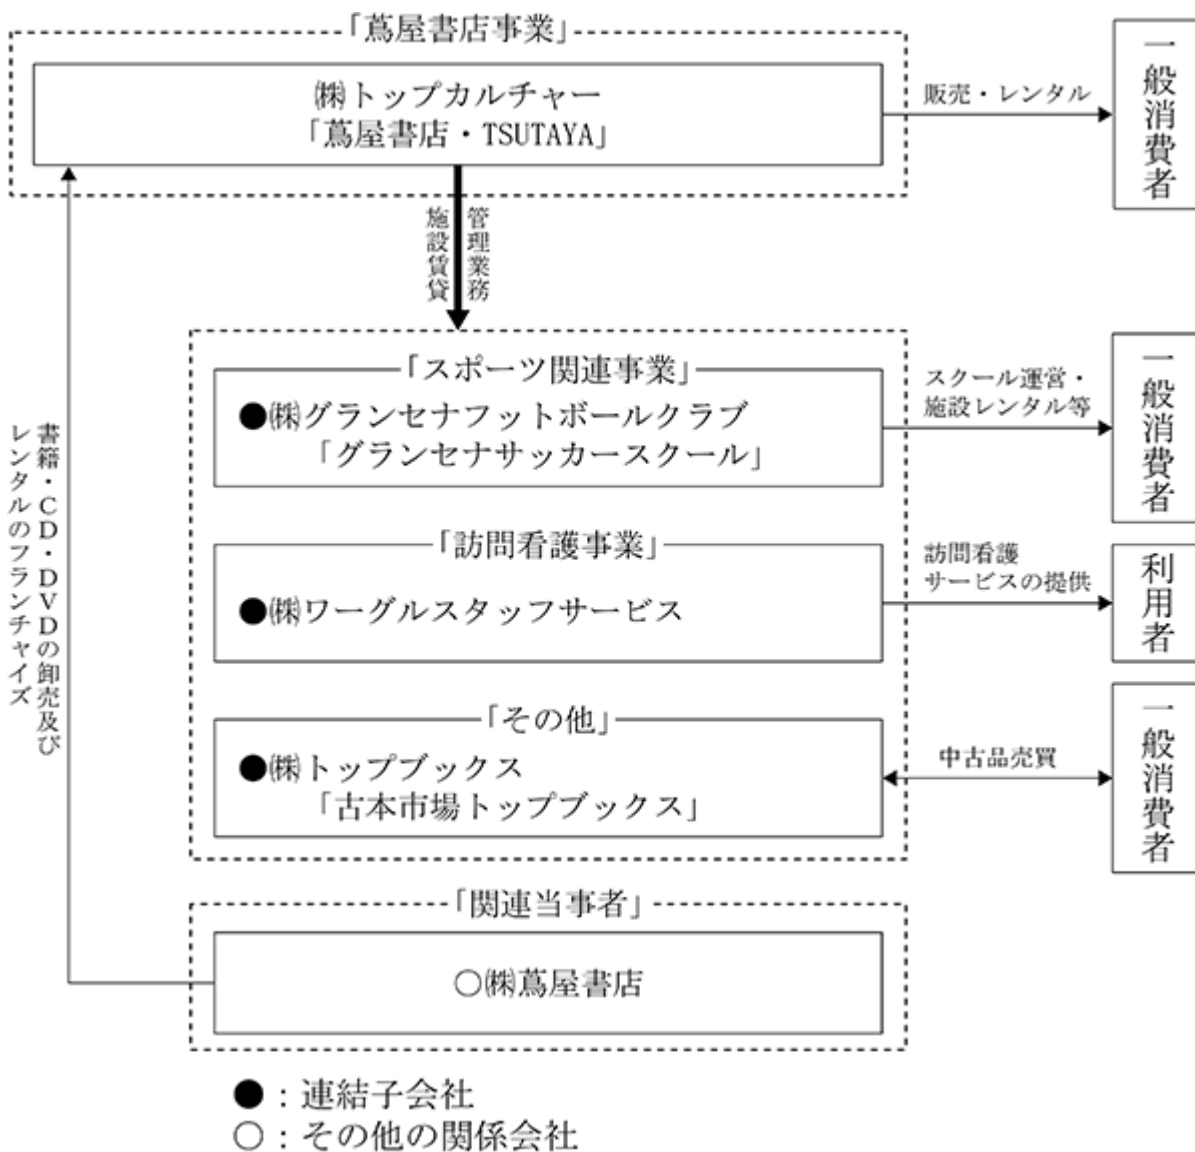 「蔦屋書店事業」
㈱トップカルチャー
「蔦屋書店・TSUTAYA」
販売・レンタル
一般消費者
管理業務
施設賃貸
「スポーツ関連事業」
●㈱グランセナフットボールクラブ
「グランセナサッカースクール」
スクール運営・
施設レンタル等
一般消費者
「訪問看護事業」
●㈱ワーグルスタッフサービス
訪問看護
サービスの提供
利用者
「その他」
●㈱トップブックス
「古本市場トップブックス」
中古品売買
一般消費者
書籍・CD・DVDの卸売及び
レンタルのフランチャイズ
「関連当事者」
○㈱蔦屋書店
●：連結子会社
○：その他の関係会社